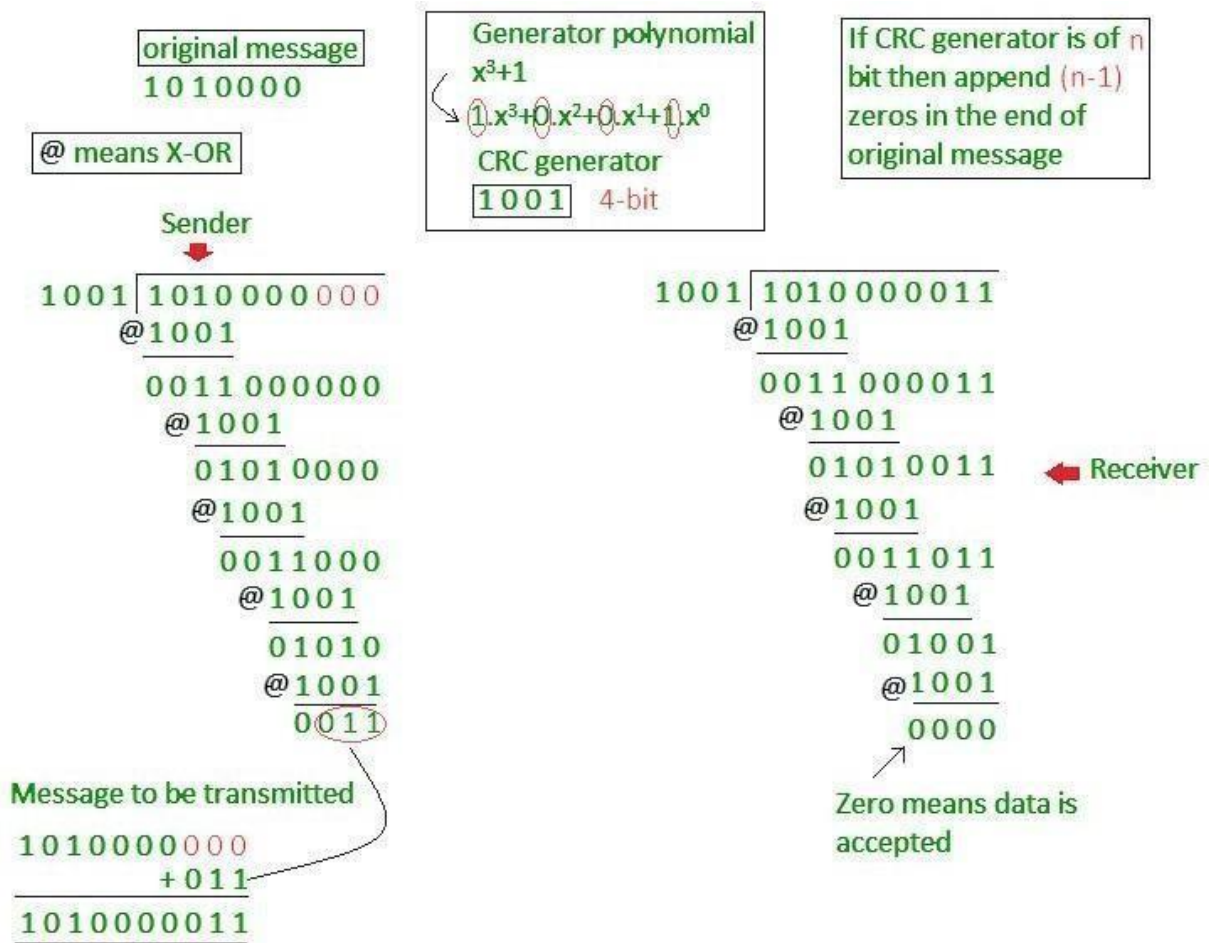 original message
1010000
@ means X-OR
Generator polynomial
x³+1
1.x³+0.x²+0.x¹+1.x⁰
CRC generator
1001 4-bit
If CRC generator is of n
bit then append (n-1)
zeros in the end of
original message
Sender
1001 1010000000
@1001
0011000000
@1001
01010000
@1001
0011000
@1001
01010
@1001
0011
Message to be transmitted
1010000000
+011
1010000011
1001 1010000011
@1001
0011000011
@1001
01010011
Receiver
@1001
0011011
@1001
01001
@1001
0000
Zero means data is
accepted